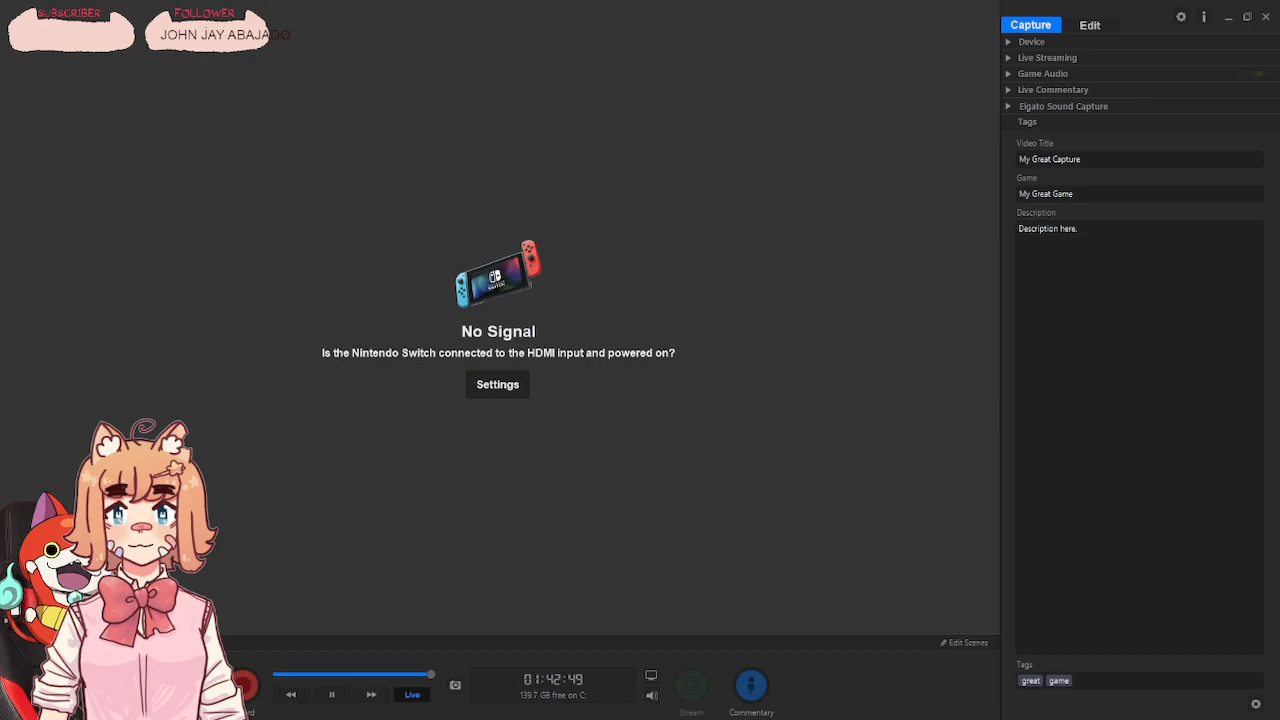 SUBSCRIBER
FOLLOWER
JOHN JAY ABAJADO
Capture
Edit
Device
Live Streaming
Game Audio
Live Commentary
Elgato Sound Capture
Tags
Video Title
My Great Capture
Game
My Great Game
Description
Description here.
SWITCH
No Signal
Is the Nintendo Switch connected to the HDMI input and powered on?
Settings
Edit Scenes
Live
01:42:49
139.7 GB free on C:
Stream
Commentary
Tags
great game